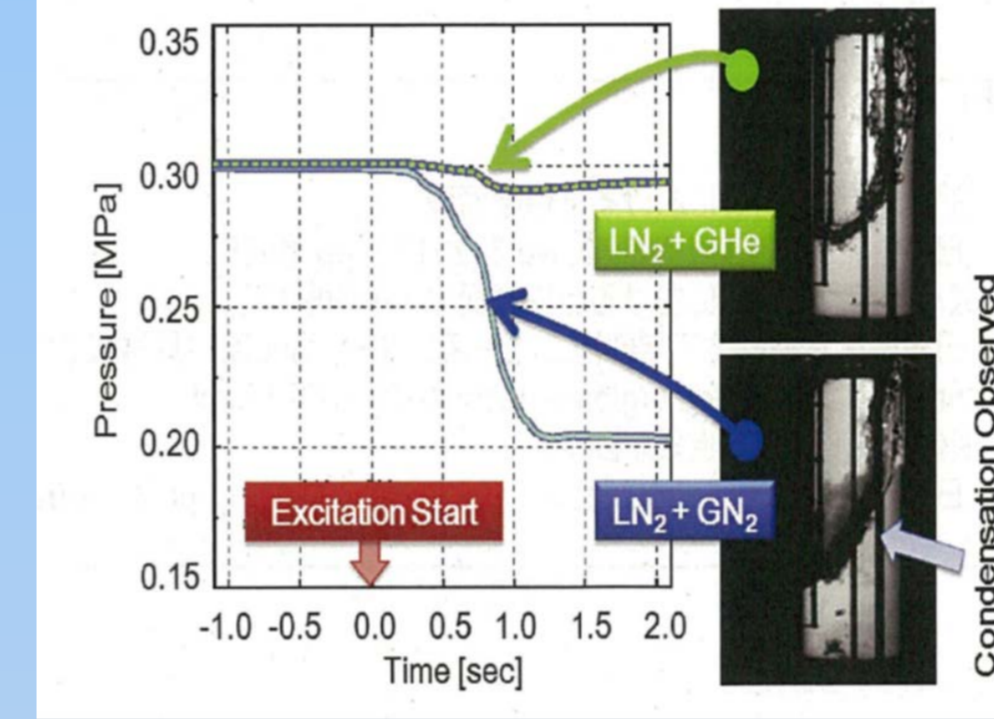 0.35
0.30
0.25
0.20
0.15
Pressure [MPa]
LN₂ + GHe
LN₂ + GN₂
Excitation Start
-1.0 -0.5 0.0 0.5 1.0 1.5 2.0
Time [sec]
Condensation Observed